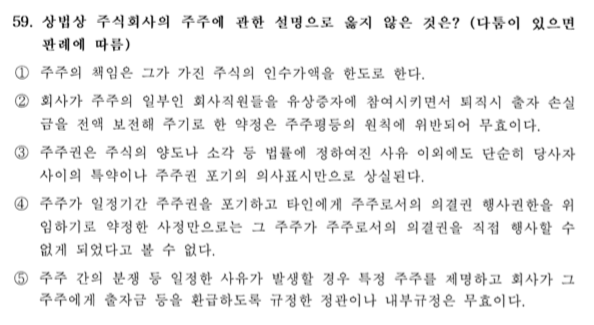 59. 상법상 주식회사의 주주에 관한 설명으로 옳지 않은 것은? (다툼이 있으면
판례에 따름)
① 주주의 책임은 그가 가진 주식의 인수가액을 한도로 한다.
② 회사가 주주의 일부인 회사직원들을 유상증자에 참여시키면서 퇴직시 출자 손실
금을 전액 보전해 주기로 한 약정은 주주평등의 원칙에 위반되어 무효이다.
③ 주주권은 주식의 양도나 소각 등 법률에 정하여진 사유 이외에도 단순히 당사자
사이의 특약이나 주주권 포기의 의사표시만으로 상실된다.
④ 주주가 일정기간 주주권을 포기하고 타인에게 주주로서의 의결권 행사권한을 위
임하기로 약정한 사정만으로는 그 주주가 주주로서의 의결권을 직접 행사할 수
없게 되었다고 볼 수 없다.
⑤ 주주 간의 분쟁 등 일정한 사유가 발생할 경우 특정 주주를 제명하고 회사가 그
주주에게 출자금 등을 환급하도록 규정한 정관이나 내부규정은 무효이다.